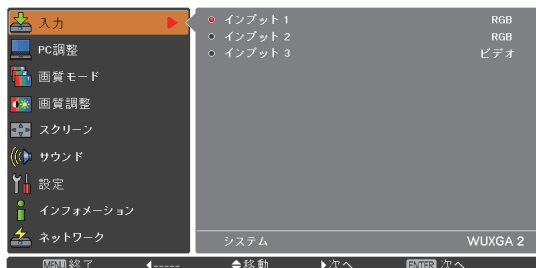 入力
PC調整
画質モード
画質調整
スクリーン
サウンド
設定
インフォメーション
ネットワーク
インプット 1 RGB
インプット 2 RGB
インプット 3 ビデオ
システム WUXGA 2
MENU 終了 ----- 移動 次へ ENTER 次へ